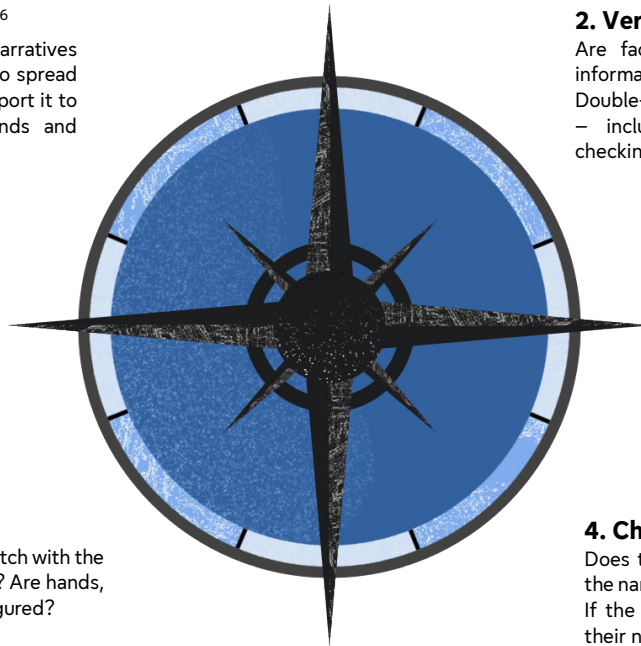 6
arratives
o spread
port it to
nds and
2. Ver
Are fac
informa
Double-
– inclu
checkin
tch with the
? Are hands,
gured?
4. Ch
Does t
the nar
If the
their n